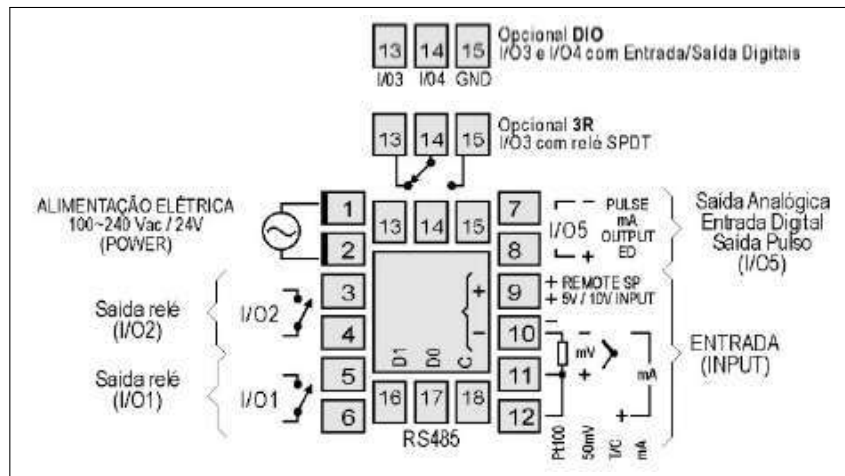 13 14 15
Opcional DIO
I/O3 e I/O4 com Entrada/Saída Digitais
I/03 I/04 GND
13 14 15
Opcional 3R
I/O3 com relé SPDT
ALIMENTAÇÃO ELÉTRICA
100~240 Vac / 24V
(POWER)
1
2
13 14 15
7
8
I/O5
− PULSE
mA
OUTPUT
+ ED
Saída Analógica
Entrada Digital
Saída Pulso
(I/O5)
Saida relé
(I/O2)
I/O2
3
4
+
−
9
10
+ REMOTE SP
+ 5V / 10V INPUT
−
− mV +
mA
+
ENTRADA
(INPUT)
Saída relé
(I/O1)
I/O1
5
6
D1 D0 C
16 17 18
11
12
RS485
Pt100
50mV
T/C
mA